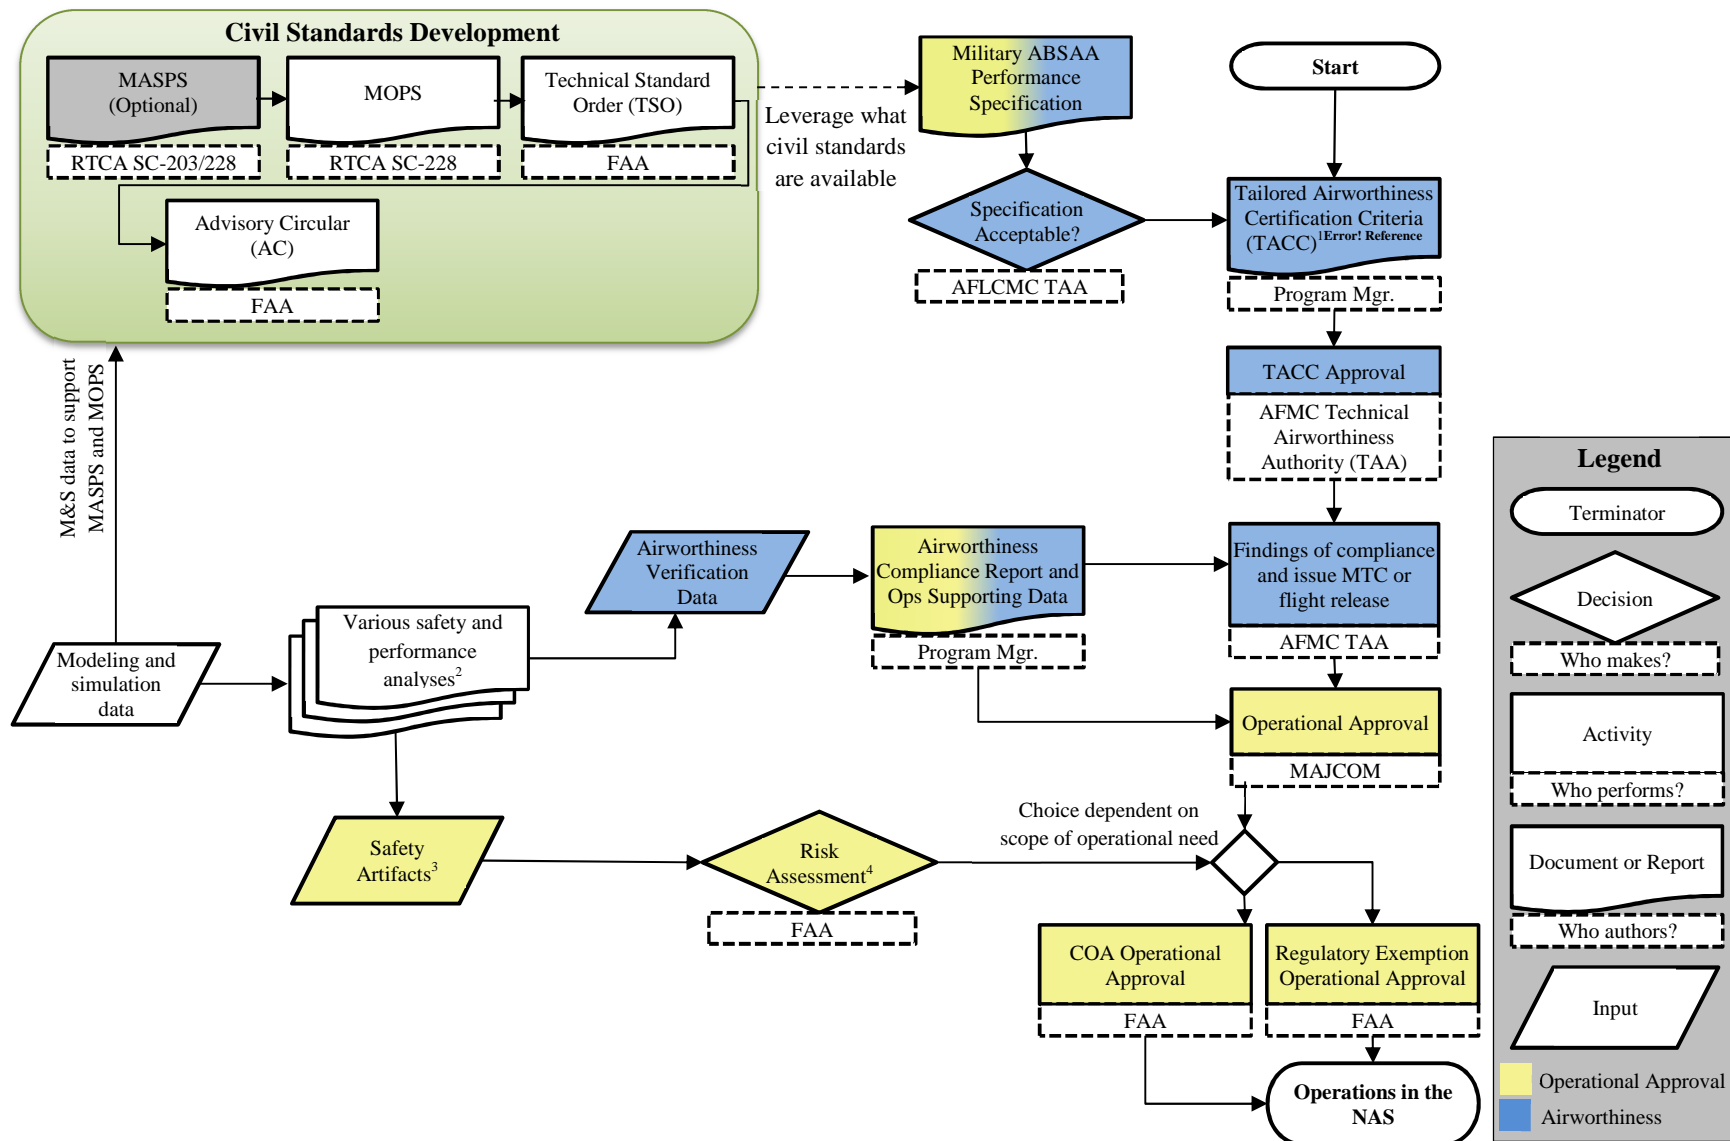 Civil Standards Development
MASPS
(Optional)
RTCA SC-203/228
MOPS
RTCA SC-228
Technical Standard
Order (TSO)
FAA
Advisory Circular
(AC)
FAA
Leverage what
civil standards
are available
Military ABSAA
Performance
Specification
Specification
Acceptable?
AFLCMC TAA
Start
Tailored Airworthiness
Certification Criteria
(TACC)1Error! Reference
Program Mgr.
TACC Approval
AFMC Technical
Airworthiness
Authority (TAA)
M&S data to support
MASPS and MOPS
Modeling and
simulation
data
Various safety and
performance
analyses2
Airworthiness
Verification
Data
Airworthiness
Compliance Report and
Ops Supporting Data
Program Mgr.
Findings of compliance
and issue MTC or
flight release
AFMC TAA
Operational Approval
MAJCOM
Safety
Artifacts3
Risk
Assessment4
FAA
Choice dependent on
scope of operational need
COA Operational
Approval
FAA
Regulatory Exemption
Operational Approval
FAA
Operations in the
NAS
Legend
Terminator
Decision
Who makes?
Activity
Who performs?
Document or Report
Who authors?
Input
Operational Approval
Airworthiness